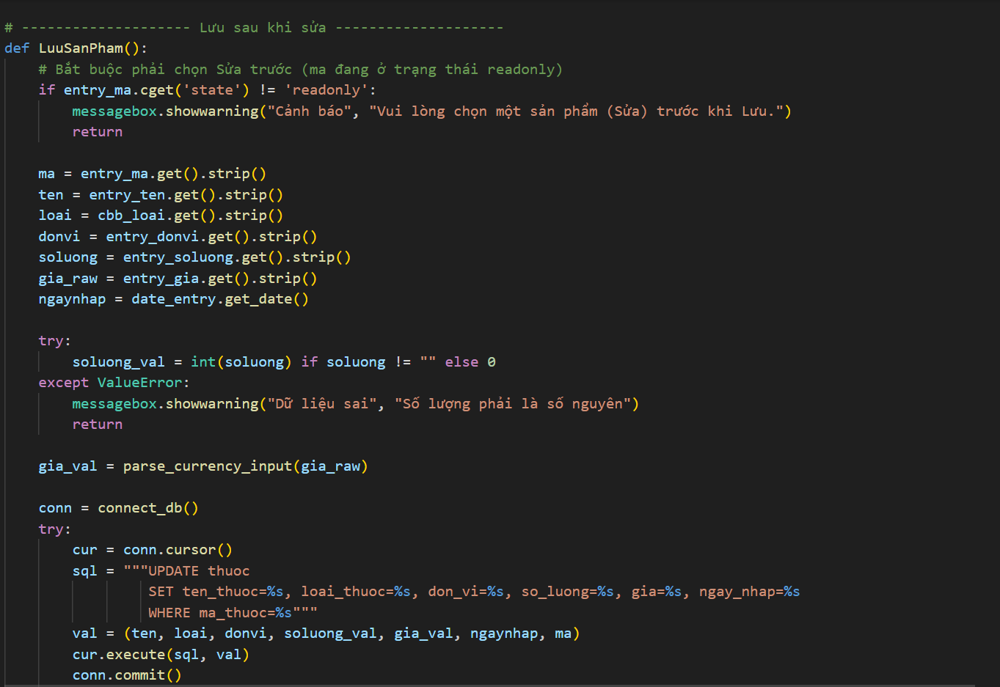 # -------------------- Lưu sau khi sửa --------------------
def LuuSanPham():
    # Bắt buộc phải chọn Sửa trước (ma đang ở trạng thái readonly)
    if entry_ma.cget('state') != 'readonly':
        messagebox.showwarning("Cảnh báo", "Vui lòng chọn một sản phẩm (Sửa) trước khi Lưu.")
        return

    ma = entry_ma.get().strip()
    ten = entry_ten.get().strip()
    loai = cbb_loai.get().strip()
    donvi = entry_donvi.get().strip()
    soluong = entry_soluong.get().strip()
    gia_raw = entry_gia.get().strip()
    ngaynhap = date_entry.get_date()

    try:
        soluong_val = int(soluong) if soluong != "" else 0
    except ValueError:
        messagebox.showwarning("Dữ liệu sai", "Số lượng phải là số nguyên")
        return

    gia_val = parse_currency_input(gia_raw)

    conn = connect_db()
    try:
        cur = conn.cursor()
        sql = """UPDATE thuoc
                 SET ten_thuoc=%s, loai_thuoc=%s, don_vi=%s, so_luong=%s, gia=%s, ngay_nhap=%s
                 WHERE ma_thuoc=%s"""
        val = (ten, loai, donvi, soluong_val, gia_val, ngaynhap, ma)
        cur.execute(sql, val)
        conn.commit()